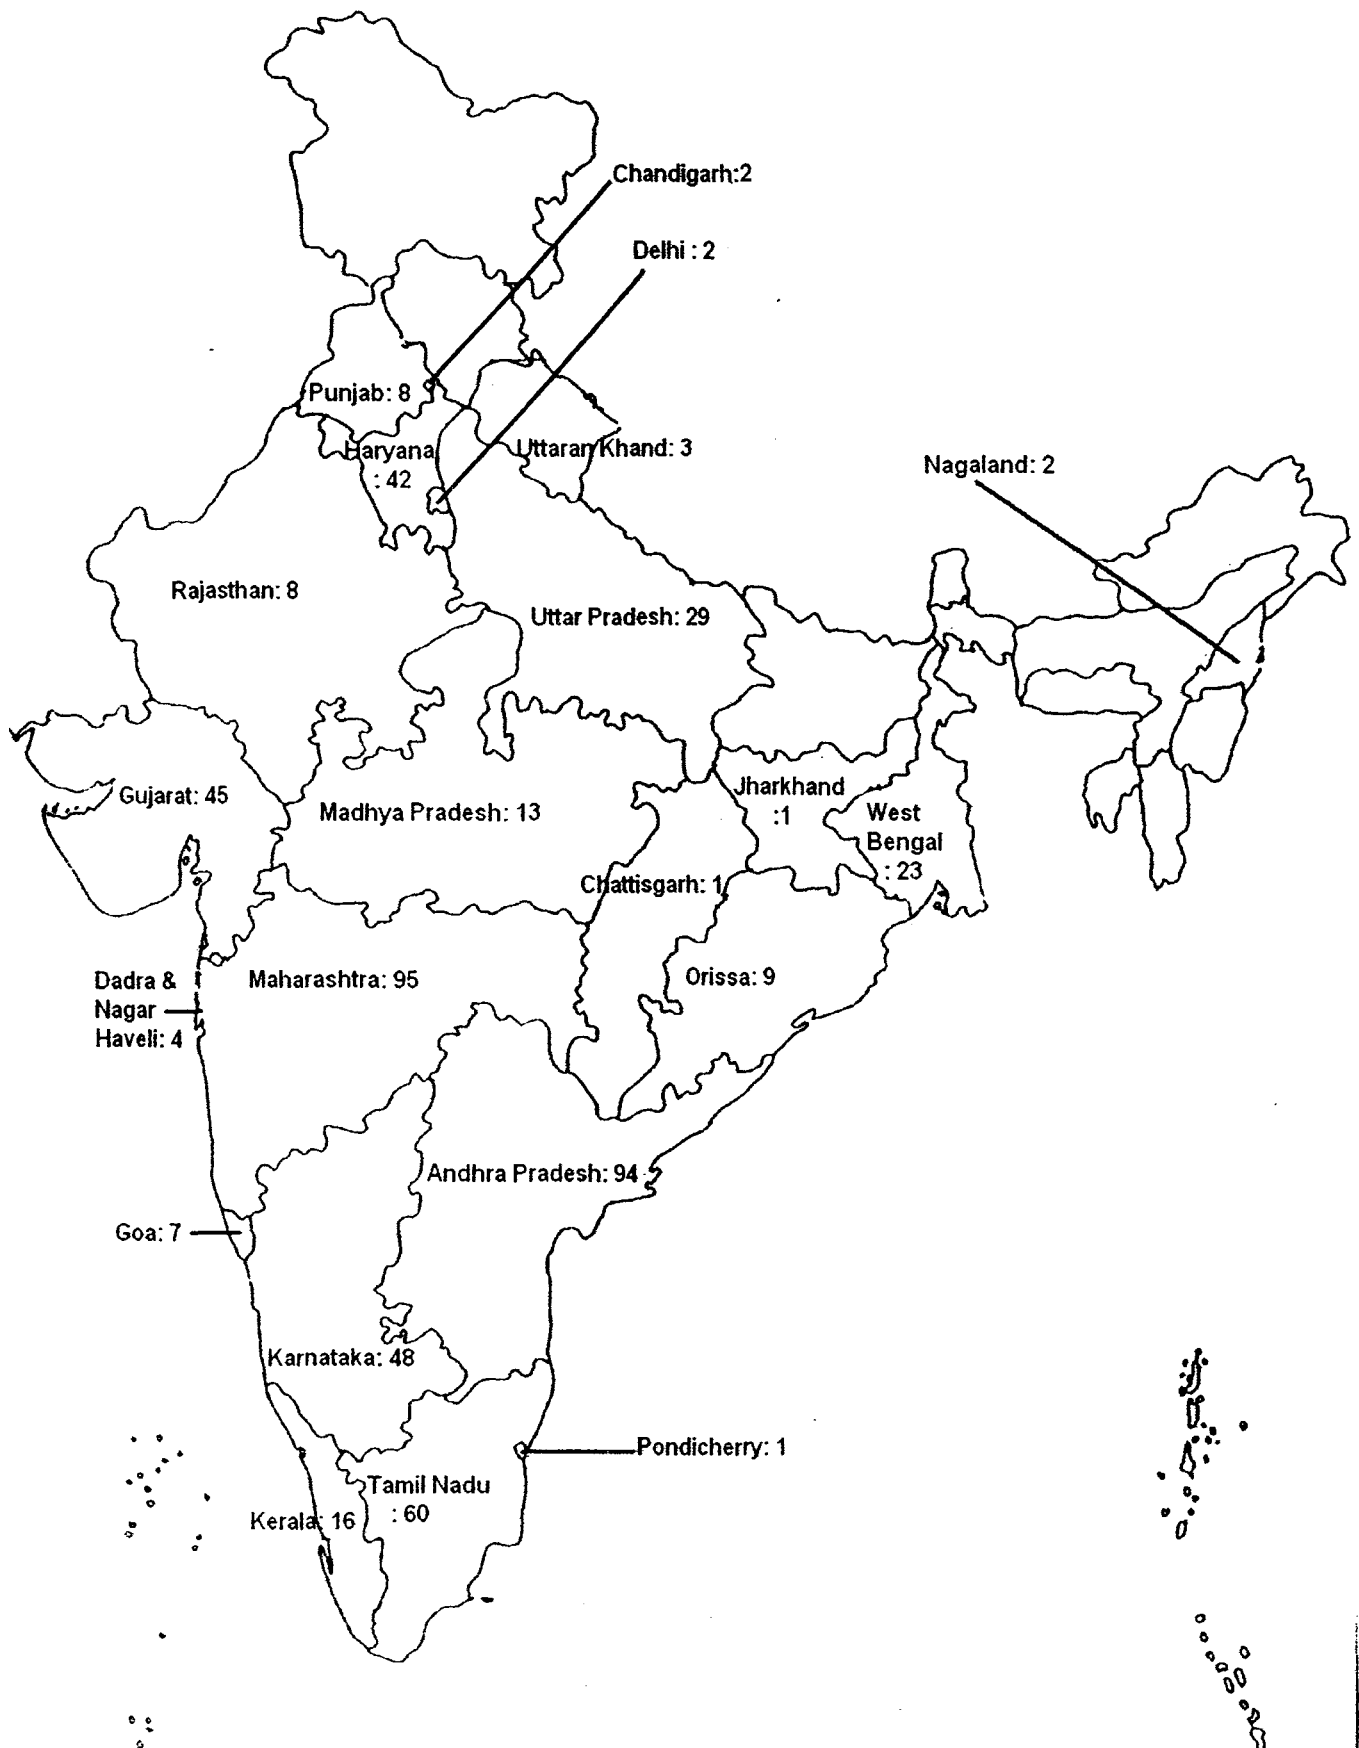 Chandigarh:2
Delhi : 2
Punjab: 8
Haryana
: 42
Uttaran Khand: 3
Nagaland: 2
Rajasthan: 8
Uttar Pradesh: 29
Gujarat: 45
Madhya Pradesh: 13
Jharkhand
:1
West
Bengal
: 23
Chattisgarh: 1
Dadra &
Nagar
Haveli: 4
Maharashtra: 95
Orissa: 9
Andhra Pradesh: 94
Goa: 7
Karnataka: 48
Pondicherry: 1
Tamil Nadu
: 60
Kerala: 16